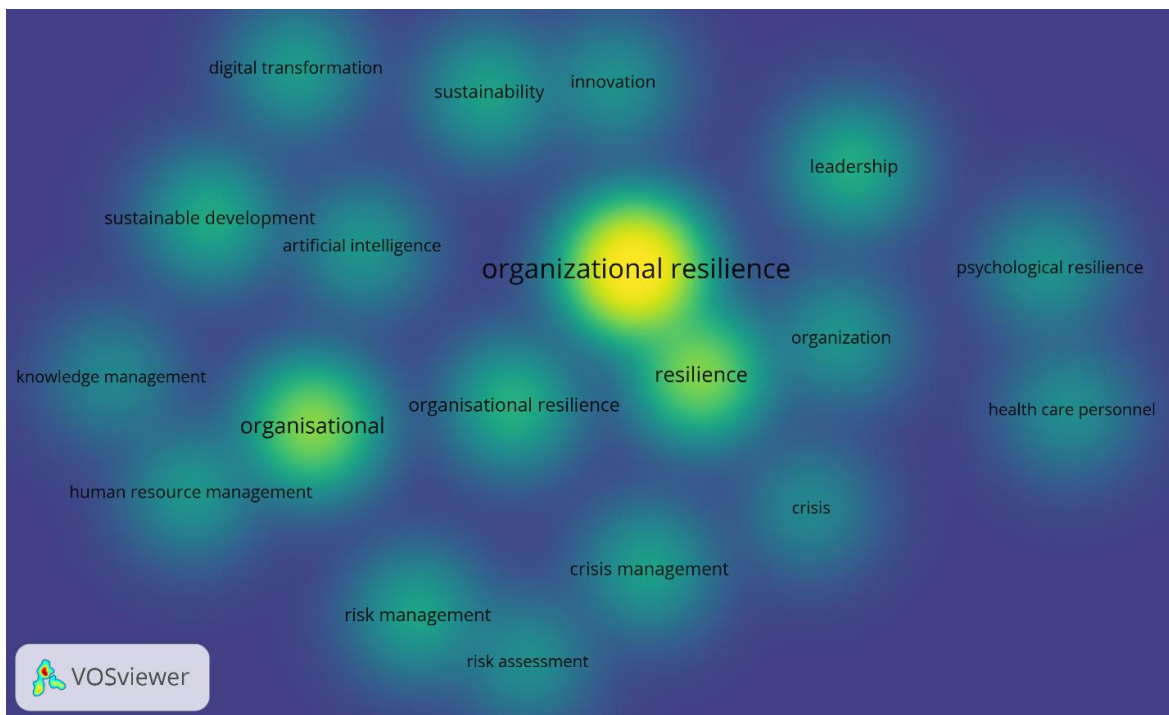 digital transformation
sustainability
innovation
leadership
sustainable development
artificial intelligence
organizational resilience
psychological resilience
organization
knowledge management
resilience
organisational resilience
health care personnel
organisational
human resource management
crisis
crisis management
risk management
risk assessment
VOSviewer